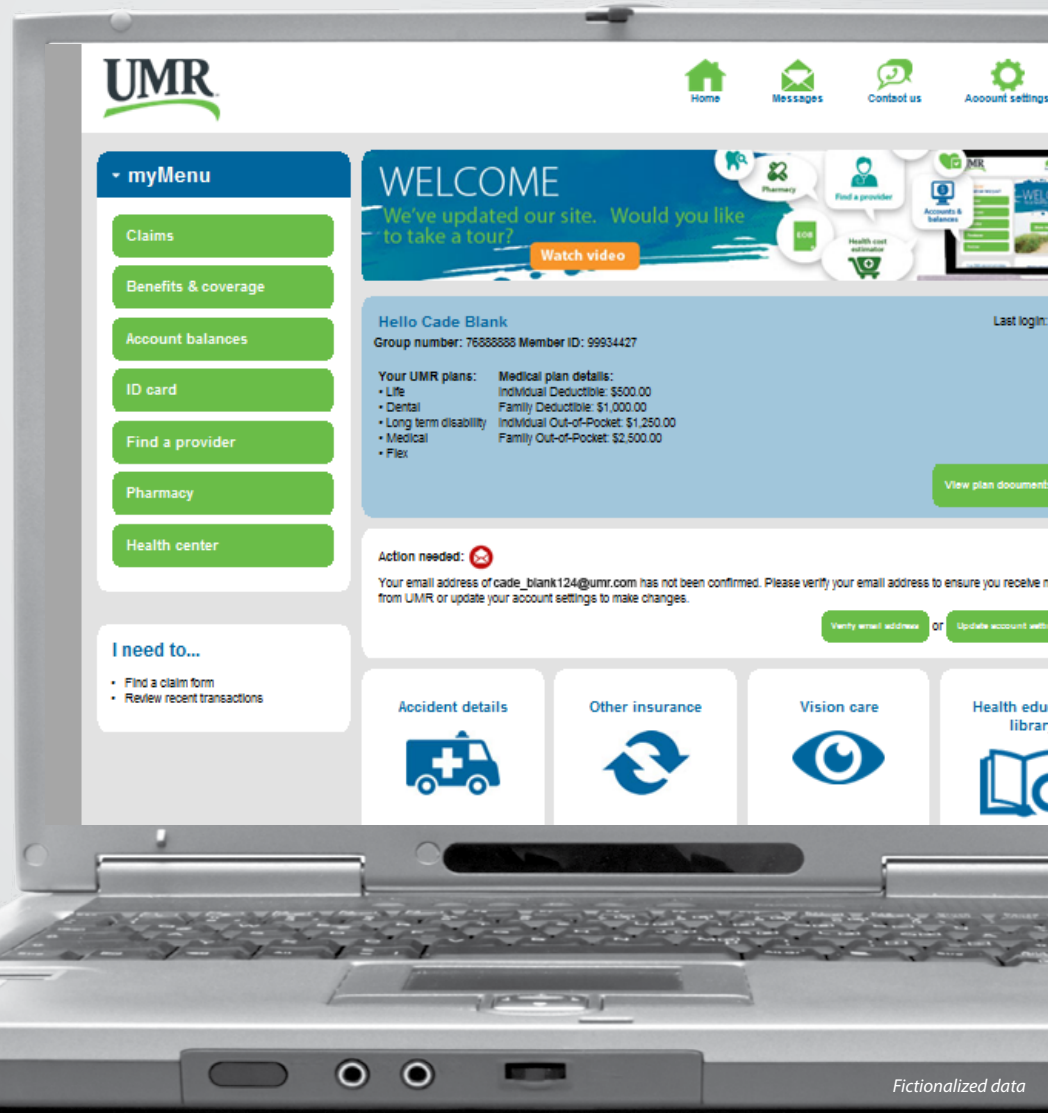 UMR
Home
Messages
Contact us
Account settings
myMenu
Claims
Benefits & coverage
Account balances
ID card
Find a provider
Pharmacy
Health center
I need to...
• Find a claim form
• Review recent transactions
WELCOME
We've updated our site. Would you like
to take a tour?
Watch video
Pharmacy
Find a provider
EOB
Health cost
estimator
Accounts &
balances
UMR
Hello Cade Blank
Last login:
Group number: 76888888 Member ID: 99934427
Your UMR plans:
• Life
• Dental
• Long term disability
• Medical
• Flex
Medical plan details:
Individual Deductible: $500.00
Family Deductible: $1,000.00
Individual Out-of-Pocket: $1,250.00
Family Out-of-Pocket: $2,500.00
View plan document
Action needed:
Your email address of cade_blank124@umr.com has not been confirmed. Please verify your email address to ensure you receive
from UMR or update your account settings to make changes.
Verify email address
or
Update account
Accident details
Other insurance
Vision care
Health
Fictionalized data